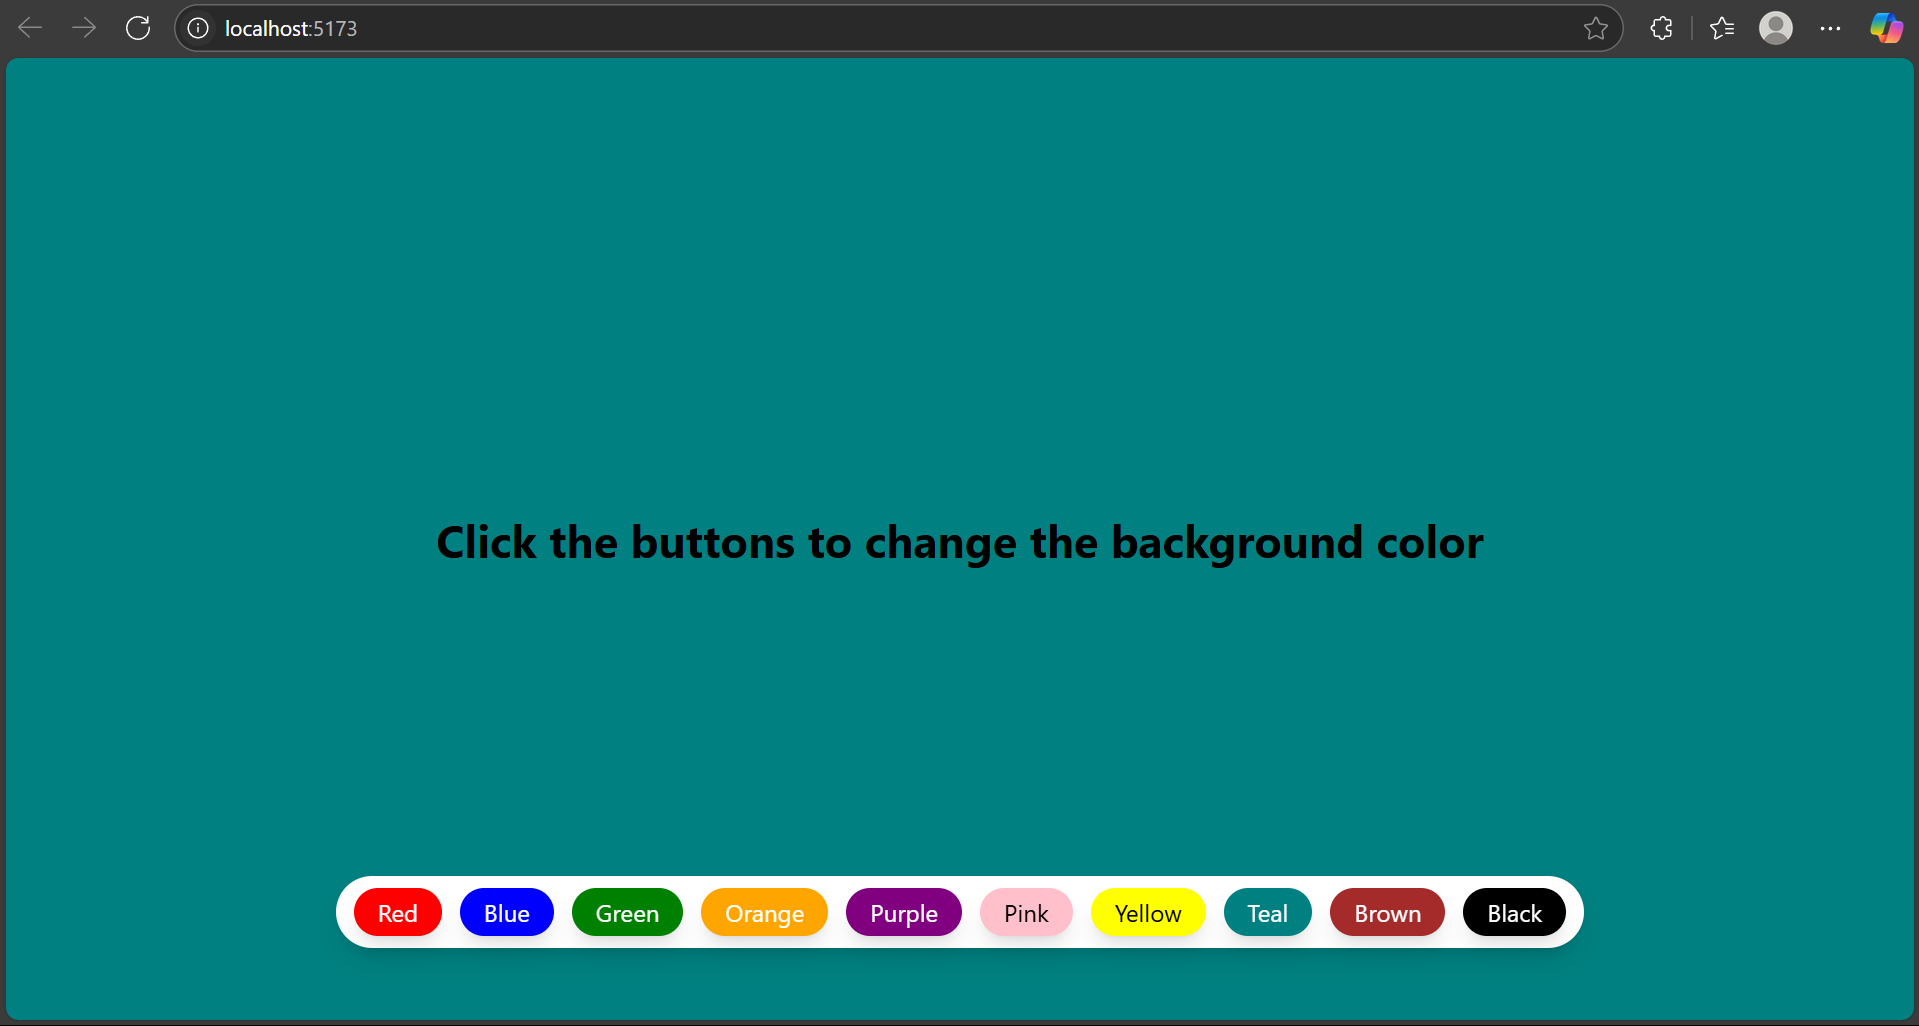 localhost:5173
Click the buttons to change the background color
Red Blue Green Orange Purple Pink Yellow Teal Brown Black